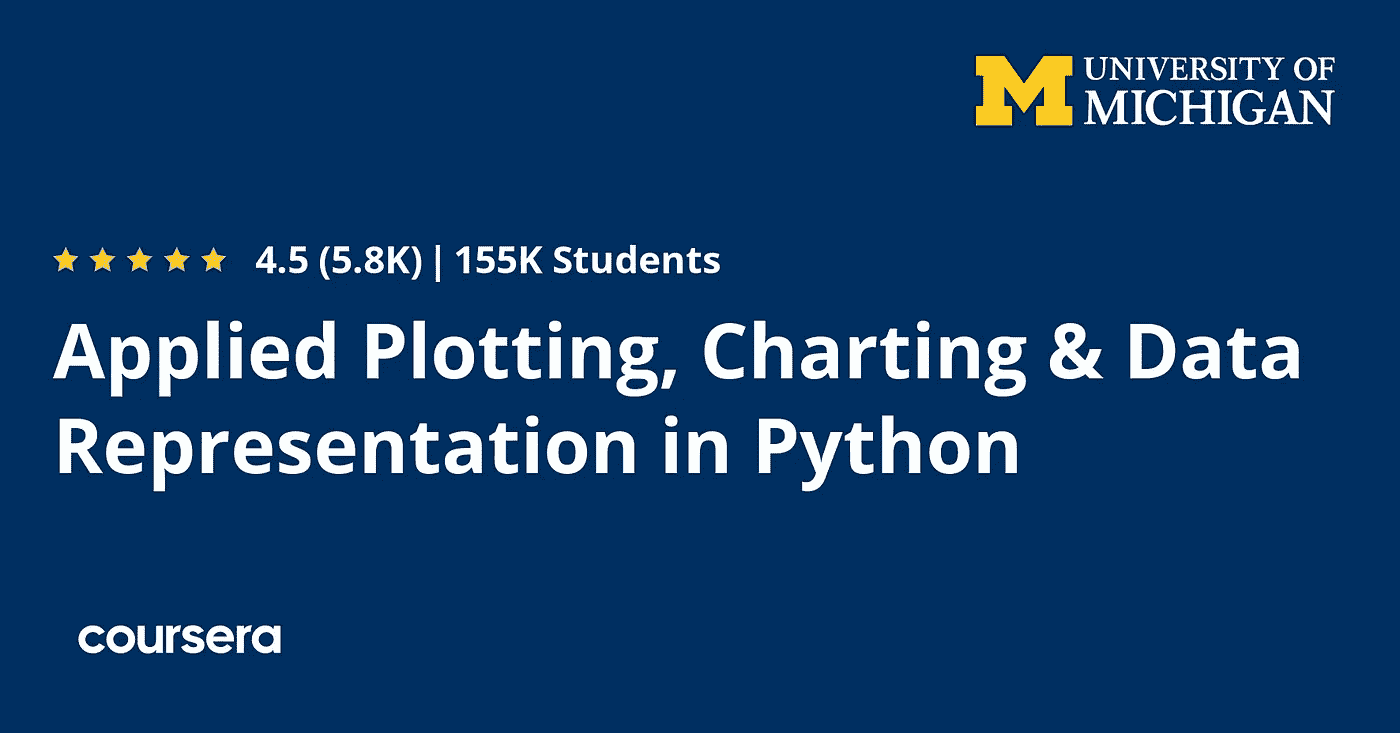 M UNIVERSITY OF
MICHIGAN
4.5 (5.8K) | 155K Students
Applied Plotting, Charting & Data
Representation in Python
coursera